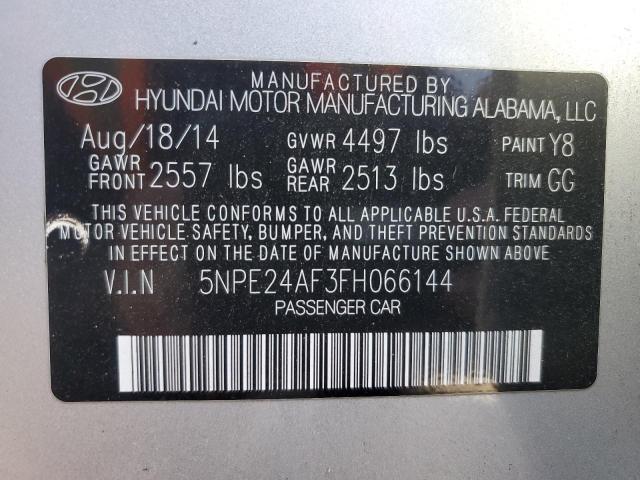 MANUFACTURED BY
HYUNDAI MOTOR MANUFACTURING ALABAMA, LLC
Aug/18/14 GVWR 4497 lbs PAINT Y8
GAWR FRONT 2557 lbs GAWR REAR 2513 lbs TRIM GG
THIS VEHICLE CONFORMS TO ALL APPLICABLE U.S.A. FEDERAL
MOTOR VEHICLE SAFETY, BUMPER, AND THEFT PREVENTION STANDARDS
IN EFFECT ON THE DATE OF MANUFACTURE SHOWN ABOVE.
V.I.N 5NPE24AF3FH066144
PASSENGER CAR